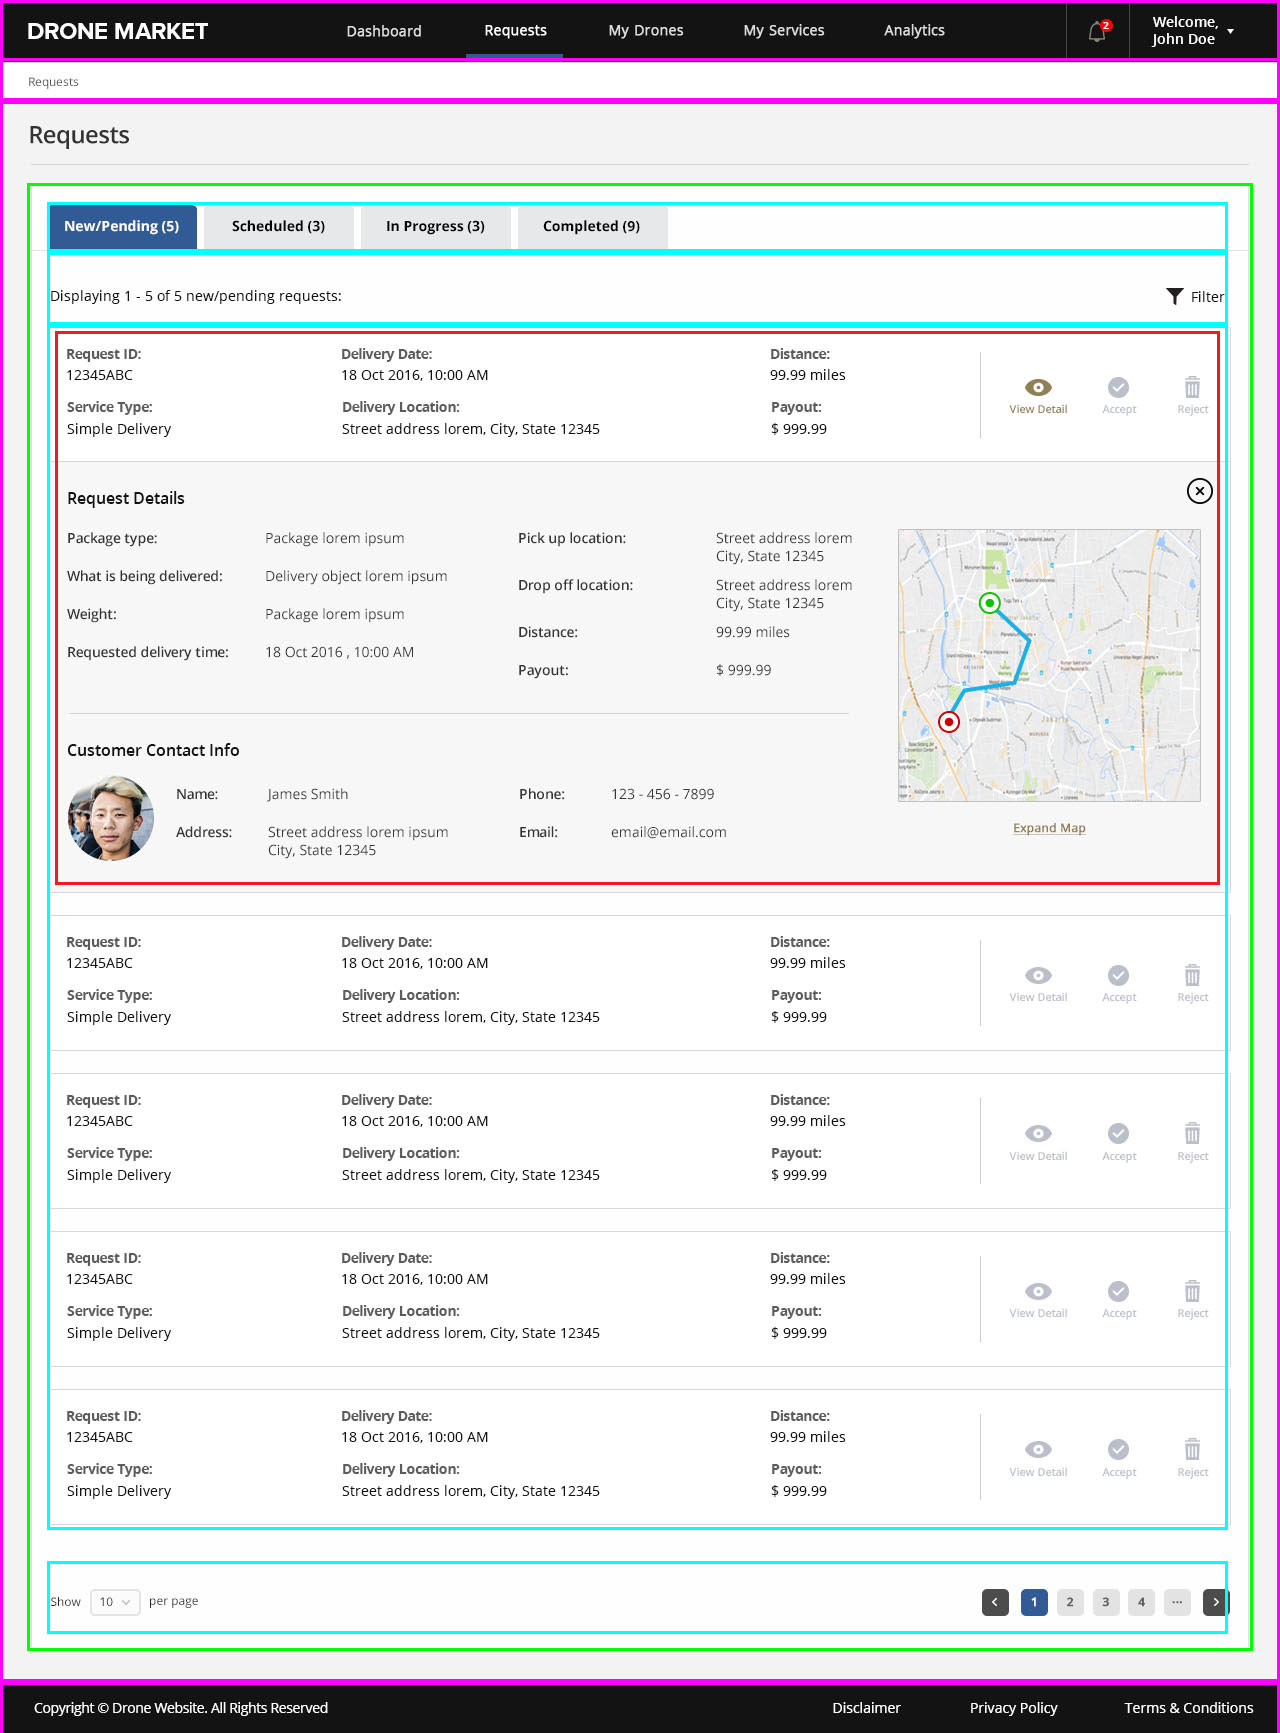 DRONE MARKET
Dashboard
Requests
My Drones
My Services
Analytics
2
Welcome,
John Doe
Requests
Requests
New/Pending (5)
Scheduled (3)
In Progress (3)
Completed (9)
Displaying 1 - 5 of 5 new/pending requests:
Filter
Request ID:
12345ABC
Delivery Date:
18 Oct 2016, 10:00 AM
Distance:
99.99 miles
Service Type:
Simple Delivery
Delivery Location:
Street address lorem, City, State 12345
Payout:
$ 999.99
View Detail
Accept
Reject
Request Details
Package type:
Package lorem ipsum
What is being delivered:
Delivery object lorem ipsum
Weight:
Package lorem ipsum
Requested delivery time:
18 Oct 2016 , 10:00 AM
Pick up location:
Street address lorem
City, State 12345
Drop off location:
Street address lorem
City, State 12345
Distance:
99.99 miles
Payout:
$ 999.99
Jakarta
Expand Map
Customer Contact Info
Name:
James Smith
Address:
Street address lorem ipsum
City, State 12345
Phone:
123 - 456 - 7899
Email:
email@email.com
Request ID:
12345ABC
Delivery Date:
18 Oct 2016, 10:00 AM
Distance:
99.99 miles
Service Type:
Simple Delivery
Delivery Location:
Street address lorem, City, State 12345
Payout:
$ 999.99
View Detail
Accept
Reject
Request ID:
12345ABC
Delivery Date:
18 Oct 2016, 10:00 AM
Distance:
99.99 miles
Service Type:
Simple Delivery
Delivery Location:
Street address lorem, City, State 12345
Payout:
$ 999.99
View Detail
Accept
Reject
Request ID:
12345ABC
Delivery Date:
18 Oct 2016, 10:00 AM
Distance:
99.99 miles
Service Type:
Simple Delivery
Delivery Location:
Street address lorem, City, State 12345
Payout:
$ 999.99
View Detail
Accept
Reject
Request ID:
12345ABC
Delivery Date:
18 Oct 2016, 10:00 AM
Distance:
99.99 miles
Service Type:
Simple Delivery
Delivery Location:
Street address lorem, City, State 12345
Payout:
$ 999.99
View Detail
Accept
Reject
Show 10 per page
1 2 3 4 ...
Copyright © Drone Website. All Rights Reserved
Disclaimer
Privacy Policy
Terms & Conditions